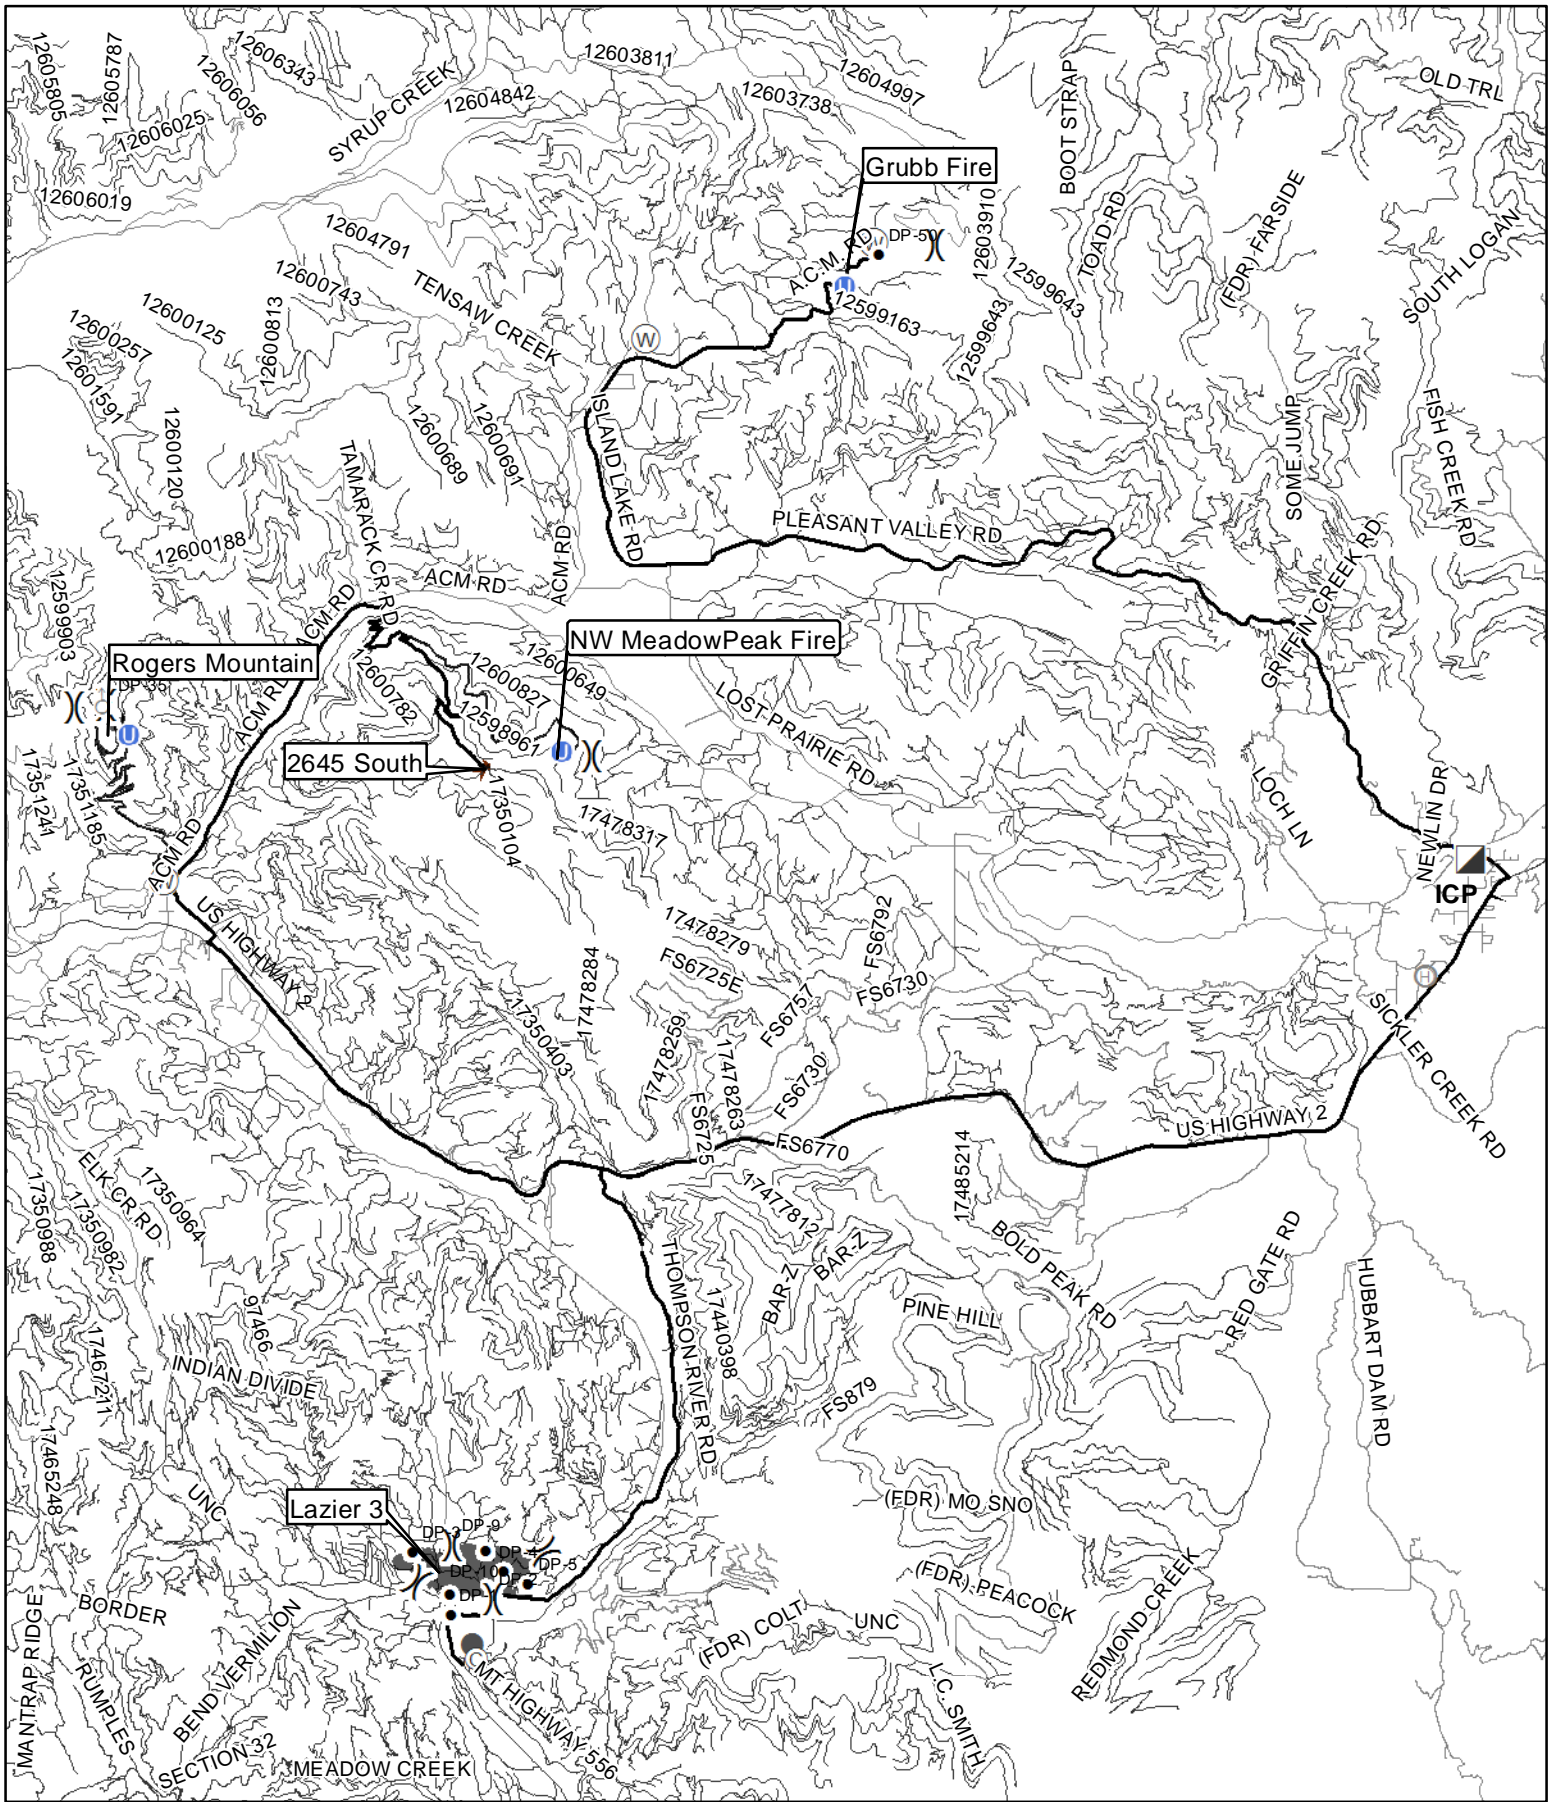 12605805
12605787
12606343
12606056
12606025
12606019
SYRUP CREEK
12604842
12603811
12603738
12604997
BOOT STRAP
OLD TRL
Grubb Fire
DP-50
A.C.M. RD
12603910
12599643
TOAD RD
(FDR) FARSIDE
SOUTH LOGAN
12604791
12600743
TENSAW CREEK
12600125
12600813
12600257
12601591
12600120
12599163
12599643
W
ISLAND LAKE RD
12600689
12600691
TAMARACK CR RD
12600188
ACM RD
ACM RD
PLEASANT VALLEY RD
SOME JUMP
FISH CREEK RD
GRIFFIN CREEK RD
12599903
ACM RD
Rogers Mountain
DP-35
U
ACM RD
12600782
NW MeadowPeak Fire
12600827
12600649
12598961
U
LOST PRAIRIE RD
2645 South
17350104
17351241
17351185
ACM RD
17478317
LOCH LN
NEWLIN DR
ICP
US HIGHWAY 2
17478279
FS6725E
FS6792
FS6730
FS6757
17478284
17350403
17478259
17478263
FS6730
FS6725
FS6770
H
SICKLER CREEK RD
US HIGHWAY 2
17485214
17477812
BAR-Z
BAR-Z
BOLD PEAK RD
PINE HILL
RED GATE RD
HUBBART DAM RD
ELK CR RD
17350964
17350982
17350988
97466
17467211
INDIAN DIVIDE
THOMPSON RIVER RD
17440398
FS879
17465248
UNC
Lazier 3
DP-3
DP-9
DP-4
DP-5
DP-10
DP-2
DP-1
(FDR) MO SNO
(FDR) PEACOCK
REDMOND CREEK
BORDER
BEND VERMILION
MANTRAP RIDGE
RUMPLES
SECTION 32
MEADOW CREEK
MT HIGHWAY 556
(FDR) COLT
UNC
L.C. SMITH